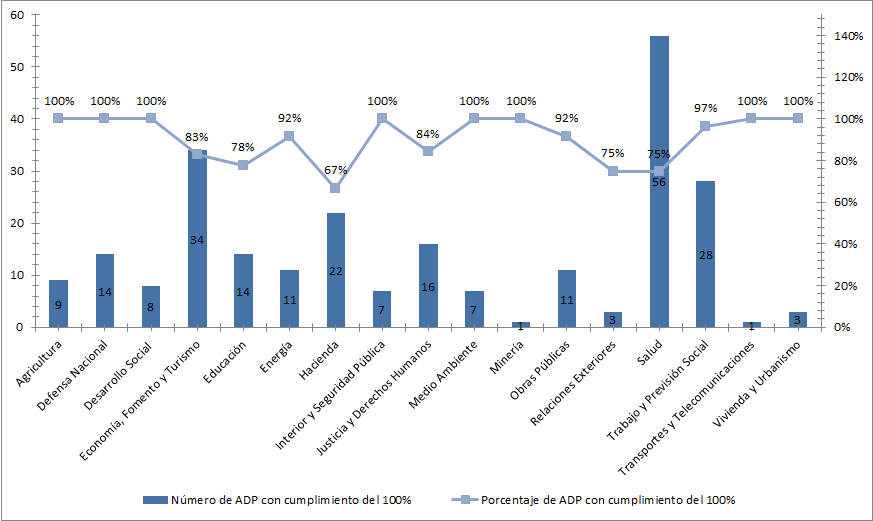 60
50
40
30
20
10
0
140%
120%
100%
80%
60%
40%
20%
0%
100% 100% 100% 83% 78% 92% 67% 100% 84% 100% 100% 92% 75% 75% 97% 100% 100%
9 14 8 34 14 11 22 7 16 7 1 11 3 56 28 1 3
Agricultura
Defensa Nacional
Desarrollo Social
Economía, Fomento y Turismo
Educación
Energía
Hacienda
Interior y Seguridad Pública
Justicia y Derechos Humanos
Medio Ambiente
Minería
Obras Públicas
Relaciones Exteriores
Salud
Trabajo y Previsión Social
Transportes y Telecomunicaciones
Vivienda y Urbanismo
Número de ADP con cumplimiento del 100%
Porcentaje de ADP con cumplimiento del 100%